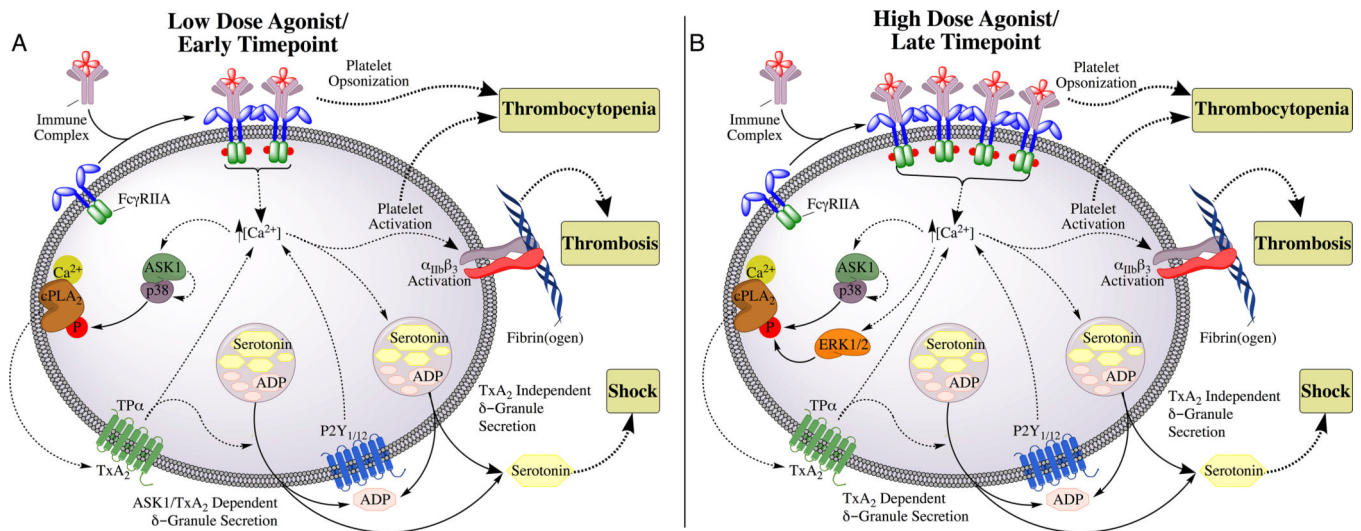 A
Low Dose Agonist/
Early Timepoint
Immune
Complex
Platelet
Opsonization
Thrombocytopenia
FcγRIIA
[Ca²⁺]
Platelet
Activation
Thrombosis
ASK1
p38
Ca²⁺
cPLA₂
P
α_IIbβ₃
Activation
Fibrin(ogen)
Serotonin
ADP
Serotonin
ADP
TxA₂ Independent
δ−Granule
Secretion
Shock
TPα
TxA₂
P2Y₁/₁₂
Serotonin
ADP
ASK1/TxA₂ Dependent
δ−Granule Secretion
B
High Dose Agonist/
Late Timepoint
Immune
Complex
Platelet
Opsonization
Thrombocytopenia
FcγRIIA
[Ca²⁺]
Platelet
Activation
Thrombosis
ASK1
p38
Ca²⁺
cPLA₂
P
ERK1/2
α_IIbβ₃
Activation
Fibrin(ogen)
Serotonin
ADP
Serotonin
ADP
TxA₂ Independent
δ−Granule
Secretion
Shock
TPα
TxA₂
P2Y₁/₁₂
Serotonin
ADP
TxA₂ Dependent
δ−Granule Secretion